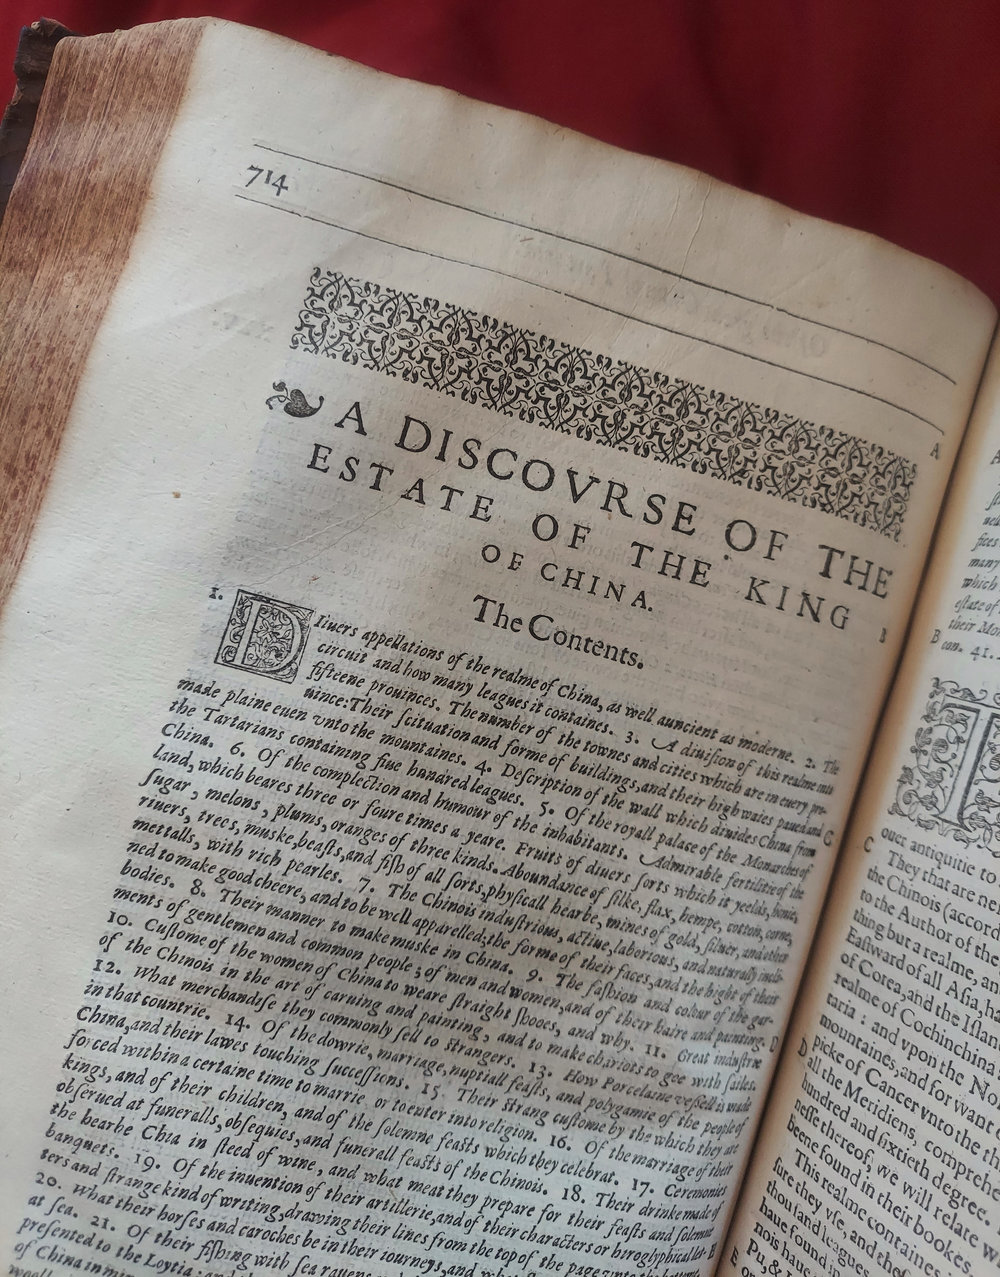 714
A
A DISCOVRSE OF THE
ESTATE OF THE KING
OF CHINA.
B
The Contents.
1. DIuers appellations of the realme of China, as well auncient as moderne. 2. The
circuit and how many leagues it containes. 3. A diuiſion of this realme into
fifteene prouinces. The number of the townes and cities which are in euery pro-
uince: Their ſcituation and forme of buildings, and their high waies paued and
made plaine euen vnto the mountaines. 4. Deſcription of the wall which diuides China from
the Tartarians containing fiue hundred leagues. 5. Of the royall palace of the Monarches of
China. 6. Of the complection and humour of the inhabitants. Admirable fertilitie of the
Land, which beares three or foure times a yeare. Fruits of diuers ſorts which it yeelds, honie,
ſugar, melons, plums, oranges of three kinds. Aboundance of ſilke, flax, hempe, cotton, corne,
riuers, trees, muske, beaſts, and fiſh of all ſorts, phyſicall hearbe, mines of gold, ſiluer, and other
mettalls, with rich pearles. 7. The Chinois induſtrious, actiue, laborious, and naturally incli-
ned to make good cheere, and to be well apparelled; the forme of their faces, and the hight of their
bodies. 8. Their manner to make muske in China. 9. The faſhion and colour of the gar-
ments of gentlemen and common people; of men and women, and of their haire and painting.
10. Cuſtome of the women of China to weare ſtraight ſhooes, and why. 11. Great induſtrie
of the Chinois in the art of caruing and painting, and to make chariots to goe with ſailes.
12. What merchandiſe they commonly ſell to ſtrangers. 13. How Porcelaine veſſell is made
in that countrie. 14. Of the dowrie, marriage, nuptiall feaſts, and polygamie of the people of
China, and their lawes touching ſucceſſions. 15. Their ſtrang cuſtome by the which they are
forced within a certaine time to marrie, or to enter into religion. 16. Of the marriage of their
kings, and of their children, and of the ſolemne feaſts which they celebrat. 17. Ceremonies
obſerued at funeralls, obſequies, and funerall feaſts of the Chinois. 18. Their drinke made of
the hearbe Chia in ſteed of wine, and what meat they prepare for their feaſts and ſolemne
banquets. 19. Of the inuention of their artillerie, and of their characters or hieroglyphicall let-
ters and ſtrange kind of writing, drawing their lines from the top of the page
20. What their horſes and caroches be in their iourneys, and
at ſea. 21. Of their fiſhing with ſea
preſented to the Loytia:
of China in
C
D
E
A
many
which
eſtate of
their Mo
B con. 41.
ouer antiquitie to
C They that are ne
the Chinois (accord
to the Author of the
thing but a realme, an
Eaſtward of all Aſia, ha
of Corea, and the Iſlan
realme of Cochinchina
taria: and vpon the No
mountaines, and for want
picke of Cancer vnto the th
D all the Meridiens, comprehe
hundred and ſixtieth degree.
neſſe thereof, we will relate w
beene found in their bookes
This realme containes i
ſure they vſe, and theſ
thouſand leagues
haue found in
nois haue
Pu, &
E